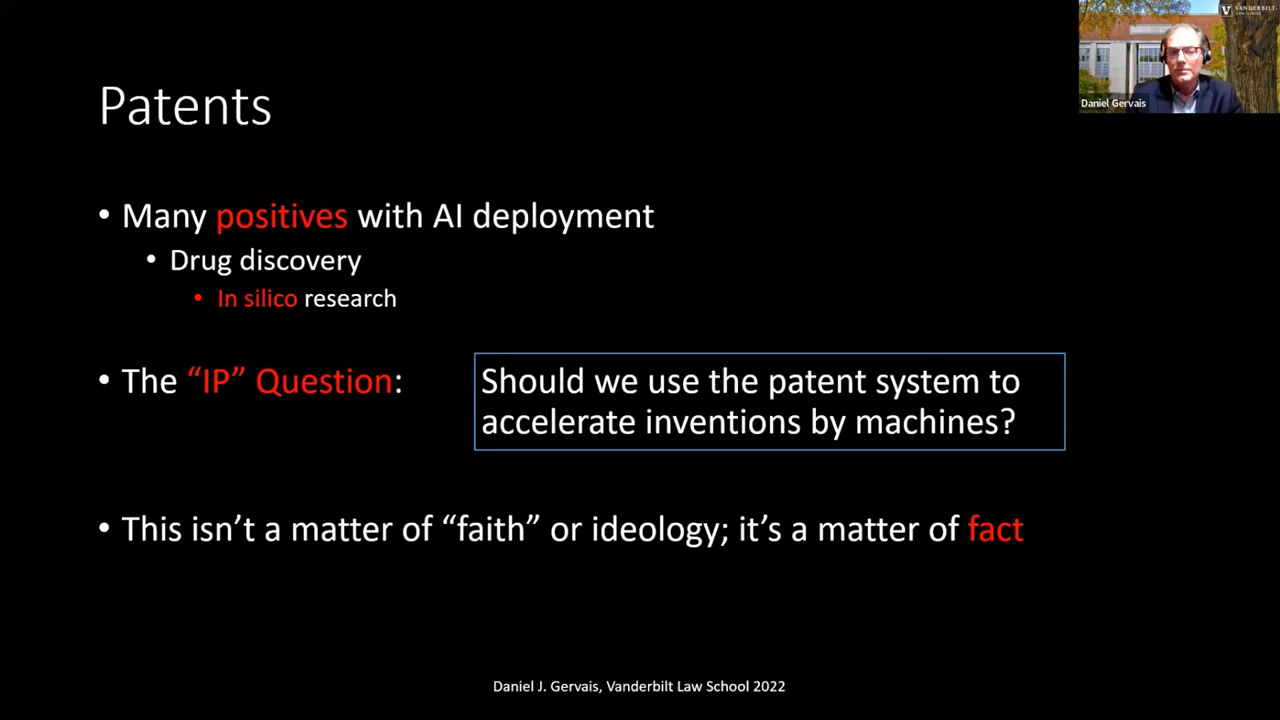 VANDERBILT
LAW SCHOOL
Daniel Gervais
Patents
• Many positives with AI deployment
• Drug discovery
• In silico research
• The “IP” Question:
Should we use the patent system to
accelerate inventions by machines?
• This isn’t a matter of “faith” or ideology; it’s a matter of fact
Daniel J. Gervais, Vanderbilt Law School 2022